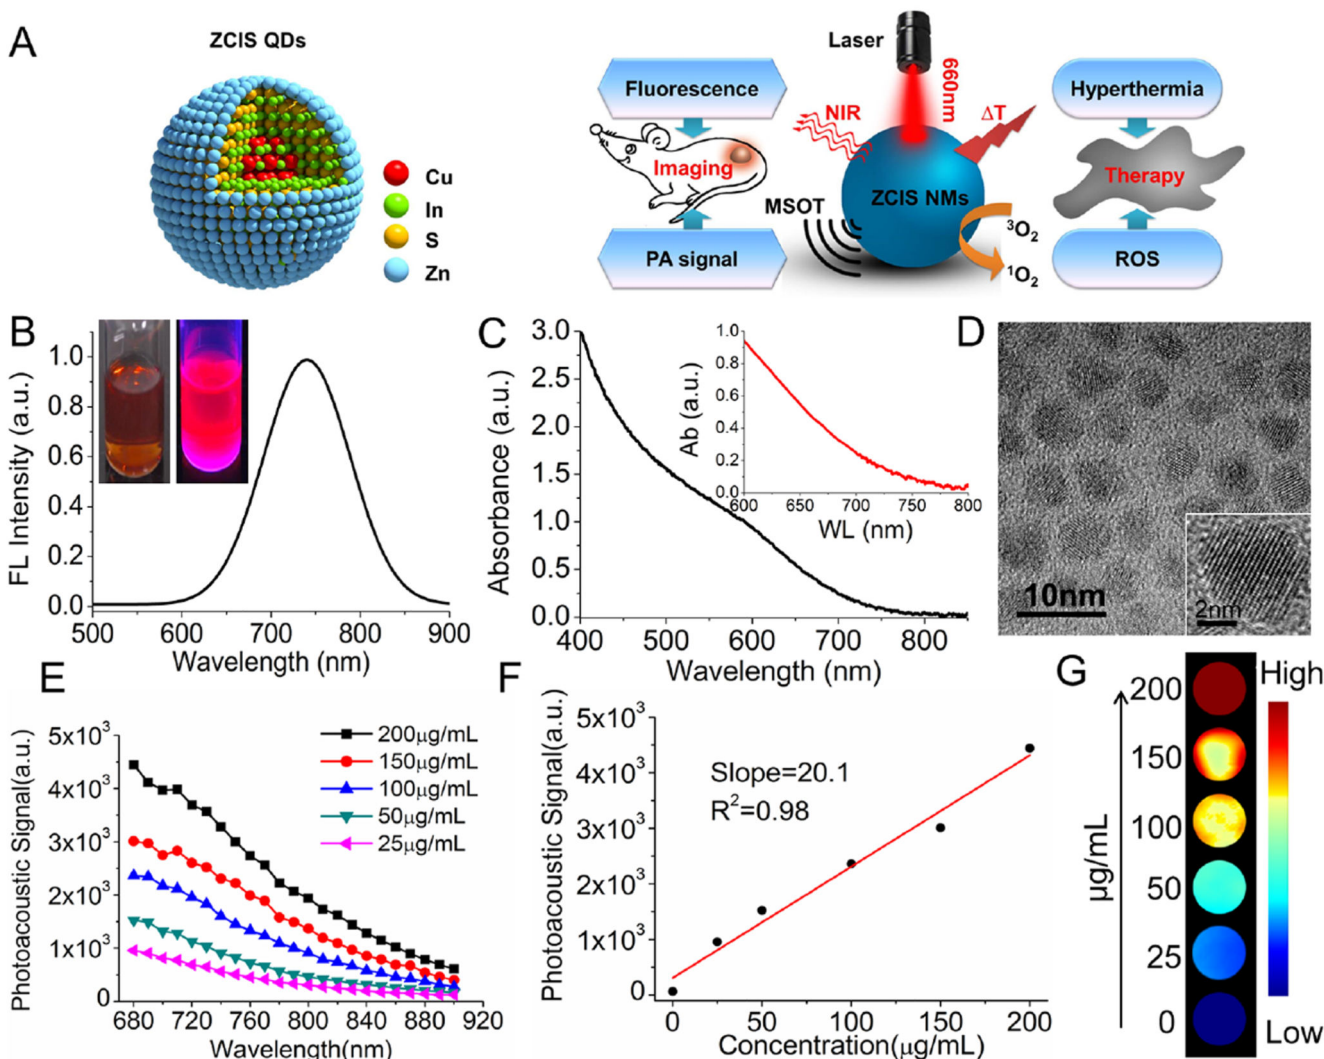 A
ZCIS QDs
Cu
In
S
Zn
Fluorescence
Imaging
PA signal
Laser
660nm
NIR
ΔT
MSOT
ZCIS NMs
³O₂
¹O₂
Hyperthermia
Therapy
ROS
B
FL Intensity (a.u.)
1.0
0.8
0.6
0.4
0.2
0.0
500 600 700 800 900
Wavelength (nm)
C
Absorbance (a.u.)
3.0
2.5
2.0
1.5
1.0
0.5
0.0
400 500 600 700 800
Wavelength (nm)
Ab (a.u.)
1.0
0.8
0.6
0.4
0.2
0.0
600 650 700 750 800
WL (nm)
D
10nm
2nm
E
Photoacoustic Signal(a.u.)
5x10³
4x10³
3x10³
2x10³
1x10³
0
680 720 760 800 840 880 920
Wavelength(nm)
200μg/mL
150μg/mL
100μg/mL
50μg/mL
25μg/mL
F
Photoacoustic Signal(a.u.)
5x10³
4x10³
3x10³
2x10³
1x10³
0
0 50 100 150 200
Concentration(μg/mL)
Slope=20.1
R²=0.98
G
μg/mL
200
150
100
50
25
0
High
Low